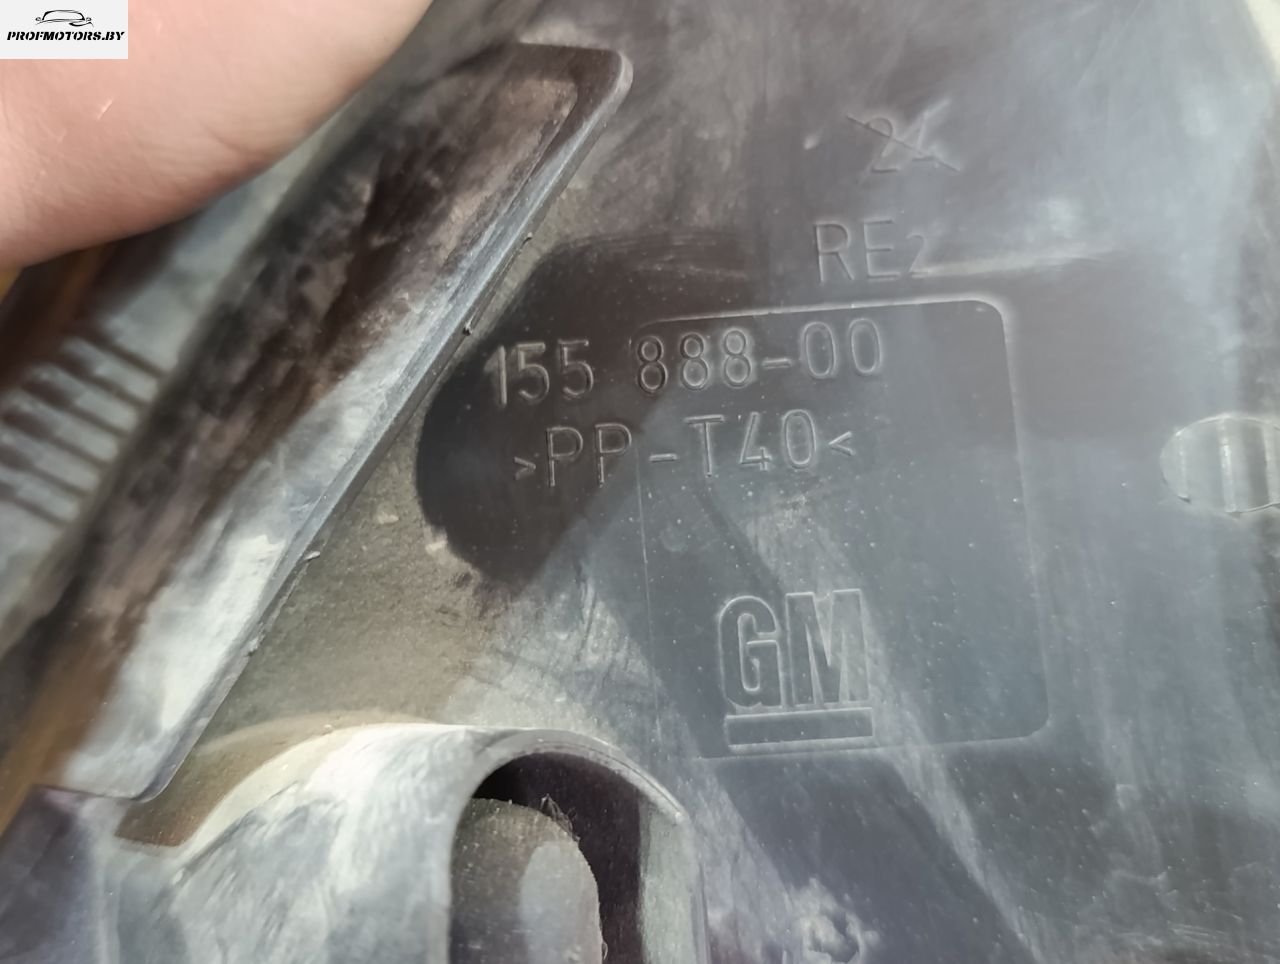 PROFMOTORS.BY
24
RE2
155 888-00
>PP-T40<
GM